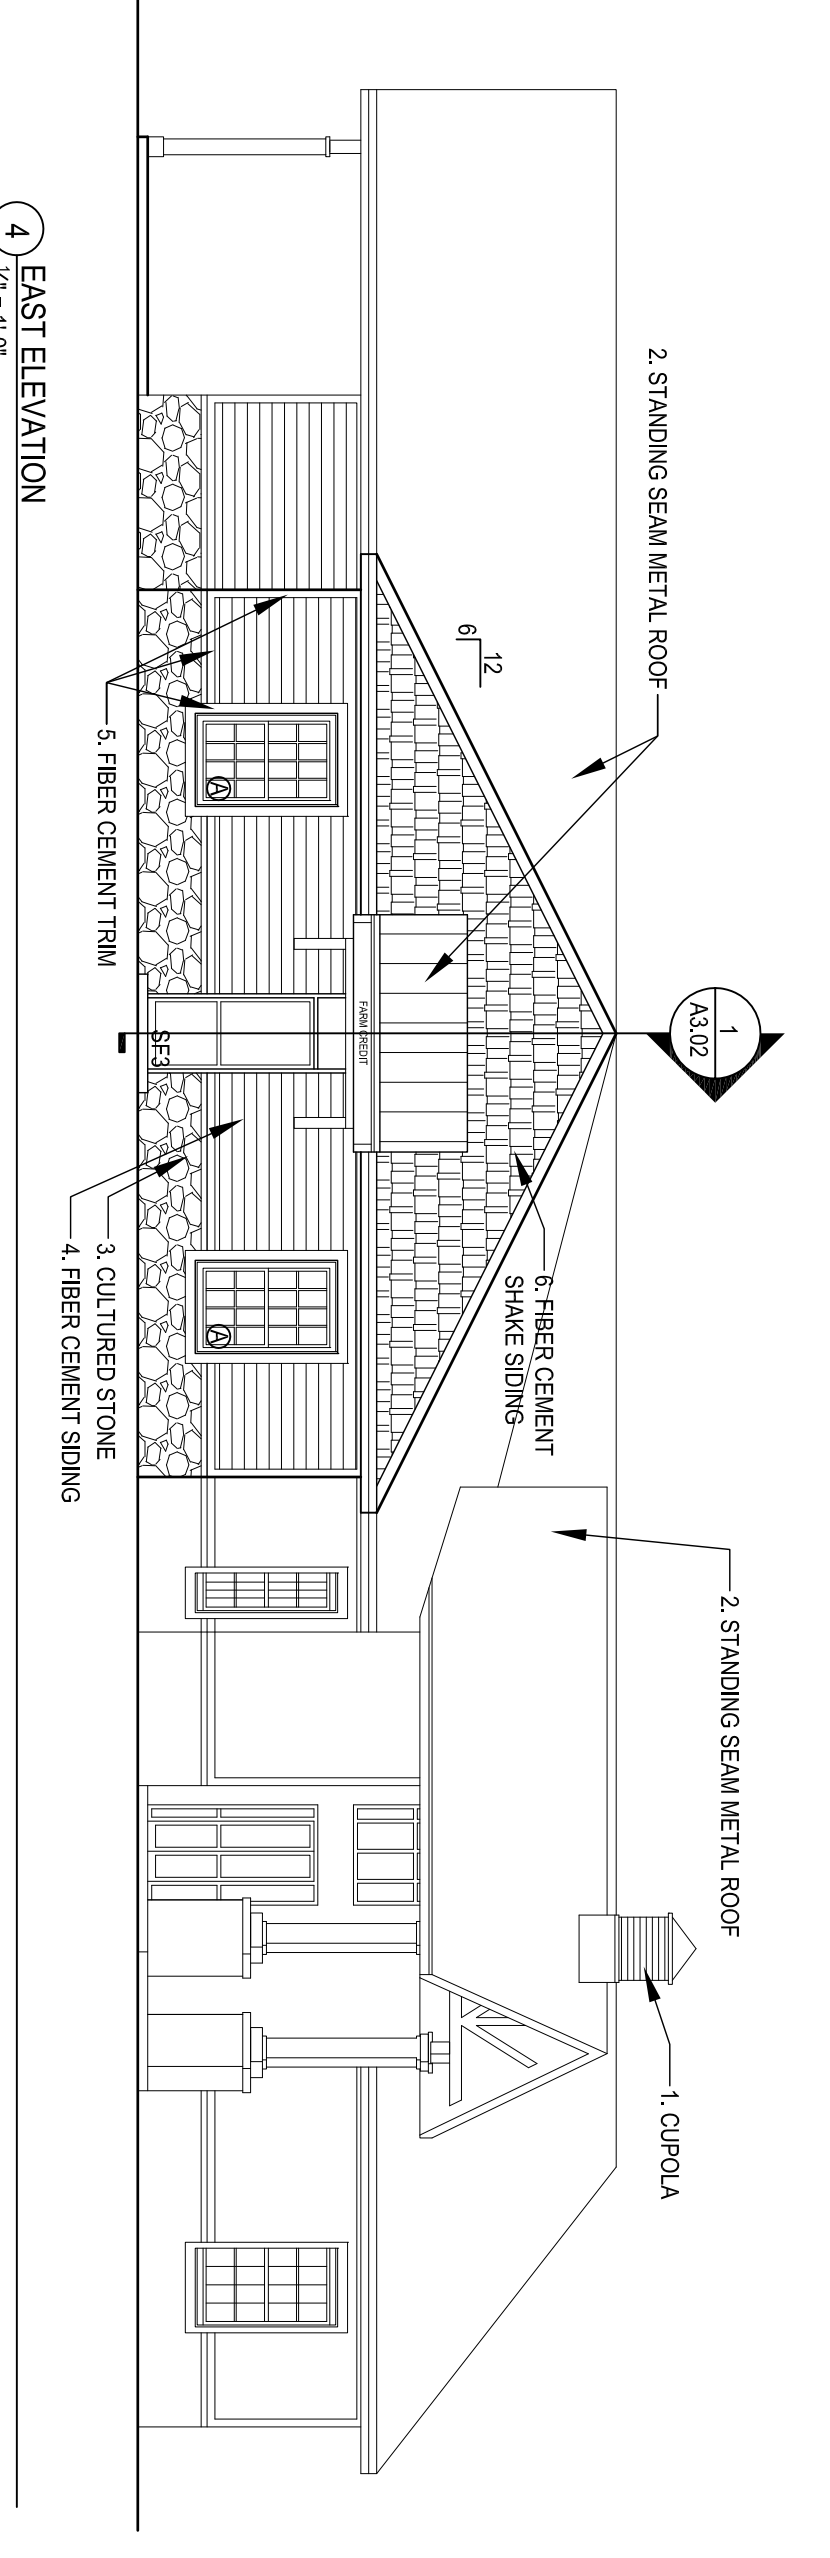 1
A3.02
2. STANDING SEAM METAL ROOF
2. STANDING SEAM METAL ROOF
1. CUPOLA
12
6
6. FIBER CEMENT
SHAKE SIDING
FARM CREDIT
A
SF3
A
5. FIBER CEMENT TRIM
3. CULTURED STONE
4. FIBER CEMENT SIDING
4
EAST ELEVATION